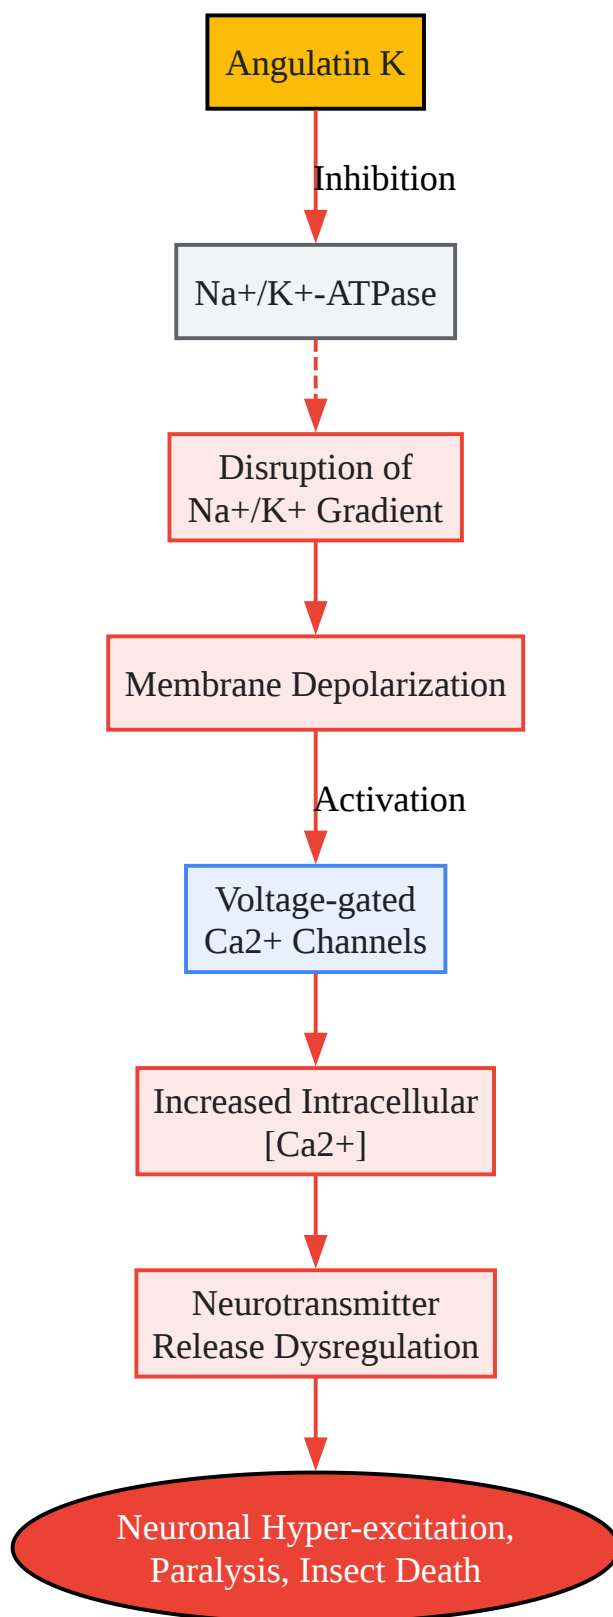 Angulatin K
Inhibition
Na+/K+-ATPase
Disruption of
Na+/K+ Gradient
Membrane Depolarization
Activation
Voltage-gated
Ca2+ Channels
Increased Intracellular
[Ca2+]
Neurotransmitter
Release Dysregulation
Neuronal Hyper-excitation,
Paralysis, Insect Death